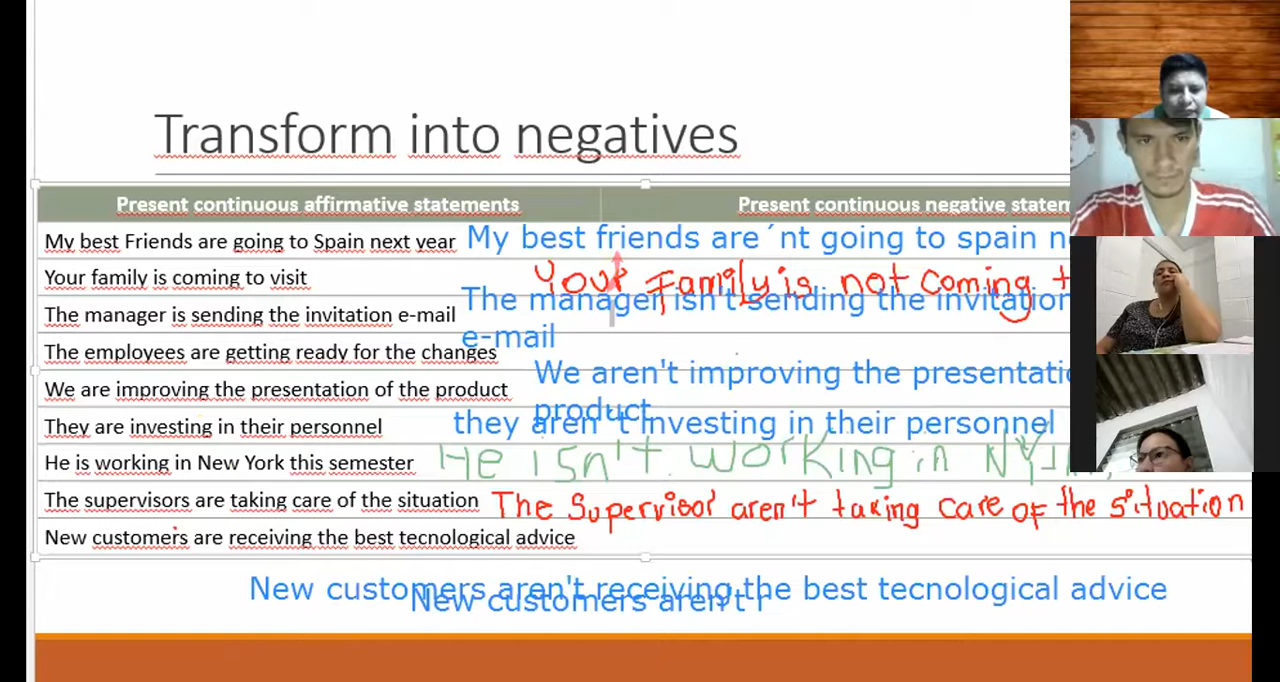 Transform into negatives
Present continuous affirmative statements
Present continuous negative statem
My best Friends are going to Spain next year
My best friends are´nt going to spain n
Your family is coming to visit
Your Family is not coming t
The manager is sending the invitation e-mail
The manager isn't sending the invitation
e-mail
The employees are getting ready for the changes
We are improving the presentation of the product
We aren't improving the presentati
product
They are investing in their personnel
they aren´t investing in their personnel
He is working in New York this semester
He isn't working in NY
The supervisors are taking care of the situation
The Supervisor aren't taking care of the situation
New customers are receiving the best tecnological advice
New customers aren't receiving the best tecnological advice
New customers aren't r